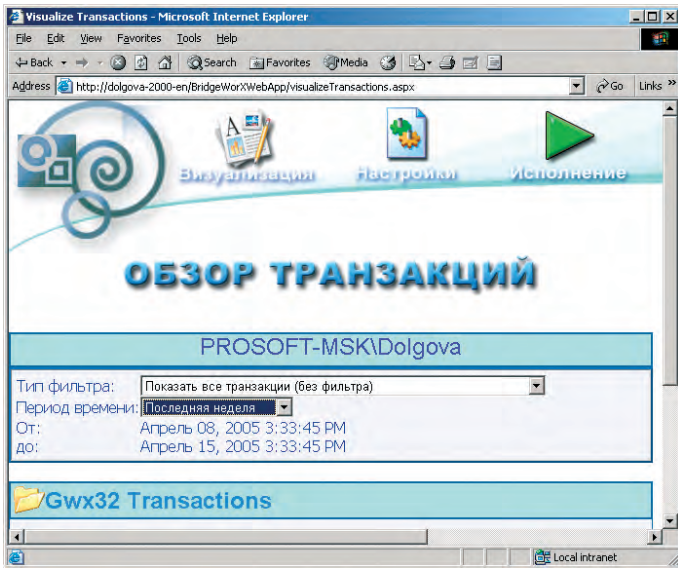 Visualize Transactions - Microsoft Internet Explorer
File Edit View Favorites Tools Help
Back Search Favorites Media
Address http://dolgova-2000-en/BridgeWorXWebApp/visualizeTransactions.aspx Go Links »
Визуализация Настройки Исполнение
ОБЗОР ТРАНЗАКЦИЙ
PROSOFT-MSK\Dolgova
Тип фильтра: Показать все транзакции (без фильтра)
Период времени: Последняя неделя
От: Апрель 08, 2005 3:33:45 PM
до: Апрель 15, 2005 3:33:45 PM
Gwx32 Transactions
Local intranet